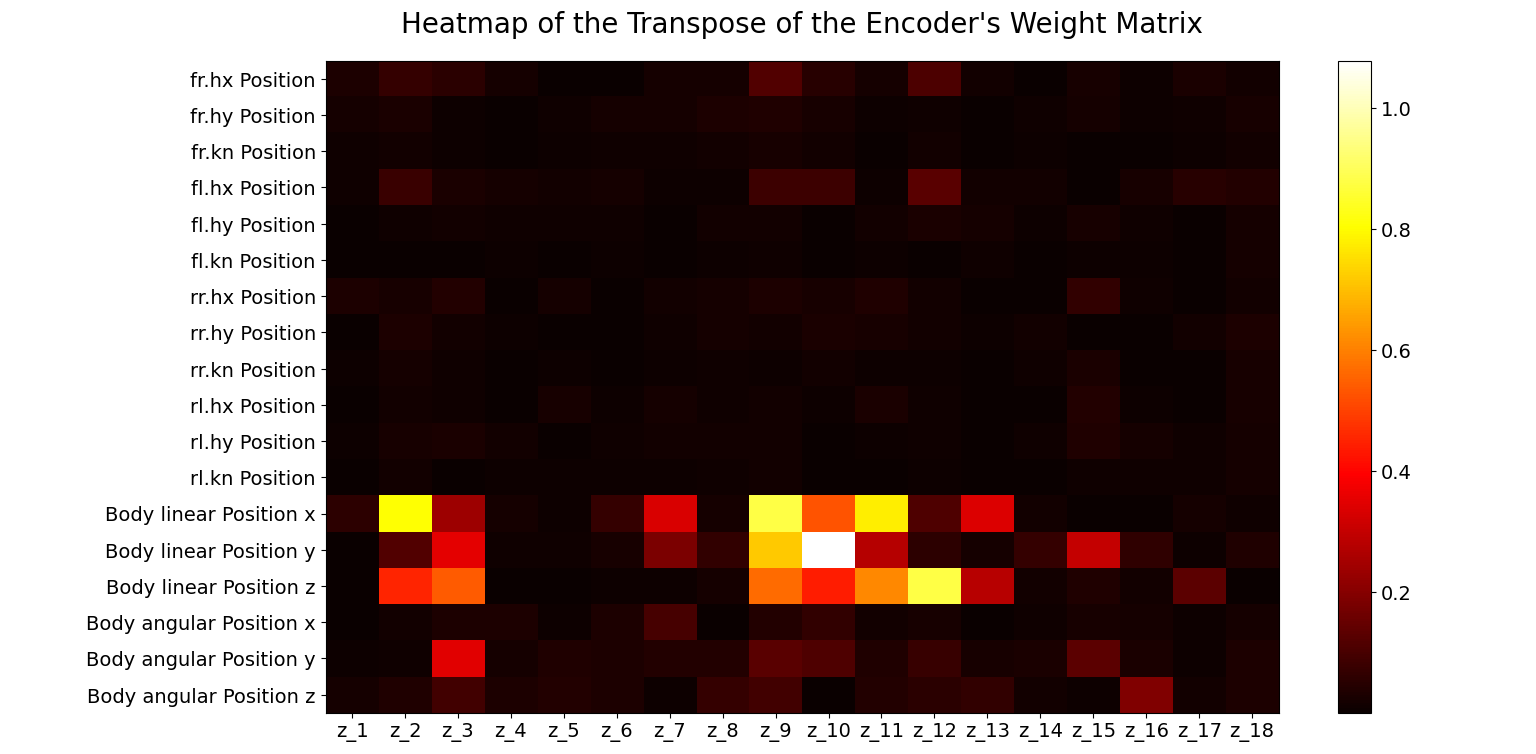 Heatmap of the Transpose of the Encoder's Weight Matrix
fr.hx Position
fr.hy Position
fr.kn Position
fl.hx Position
fl.hy Position
fl.kn Position
rr.hx Position
rr.hy Position
rr.kn Position
rl.hx Position
rl.hy Position
rl.kn Position
Body linear Position x
Body linear Position y
Body linear Position z
Body angular Position x
Body angular Position y
Body angular Position z
z_1 z_2 z_3 z_4 z_5 z_6 z_7 z_8 z_9 z_10 z_11 z_12 z_13 z_14 z_15 z_16 z_17 z_18
1.0
0.8
0.6
0.4
0.2